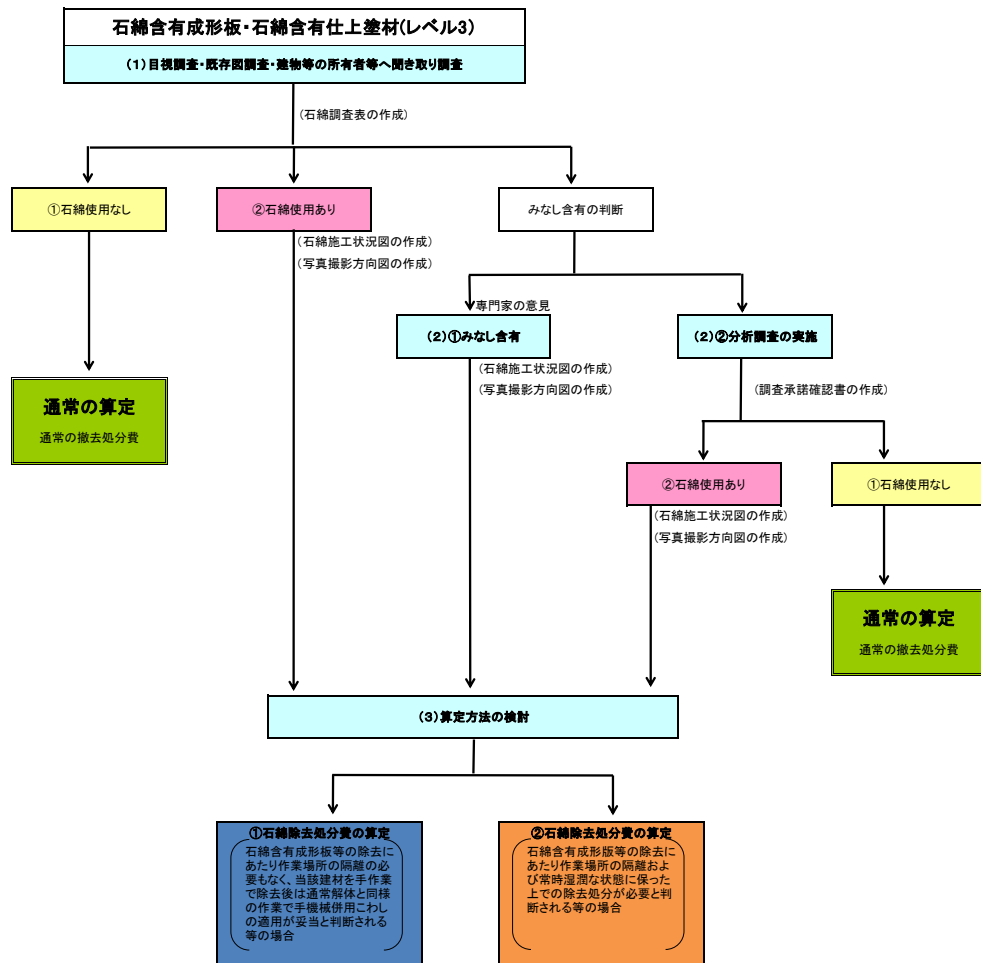 石綿含有成形板・石綿含有仕上塗材(レベル3)
(1)目視調査・既存図調査・建物等の所有者等へ聞き取り調査
(石綿調査表の作成)
①石綿使用なし
②石綿使用あり
みなし含有の判断
(石綿施工状況図の作成)
(写真撮影方向図の作成)
専門家の意見
(2)①みなし含有
(2)②分析調査の実施
(石綿施工状況図の作成)
(写真撮影方向図の作成)
(調査承諾確認書の作成)
通常の算定
通常の撤去処分費
②石綿使用あり
①石綿使用なし
(石綿施工状況図の作成)
(写真撮影方向図の作成)
通常の算定
通常の撤去処分費
(3)算定方法の検討
①石綿除去処分費の算定
石綿含有成形板等の除去に
あたり作業場所の隔離の必
要もなく、当該建材を手作業
で除去後は通常解体と同様
の作業で手機械併用こわし
の適用が妥当と判断される
等の場合
②石綿除去処分費の算定
石綿含有成形版等の除去に
あたり作業場所の隔離およ
び常時湿潤な状態に保った
上での除去処分が必要と判
断される等の場合